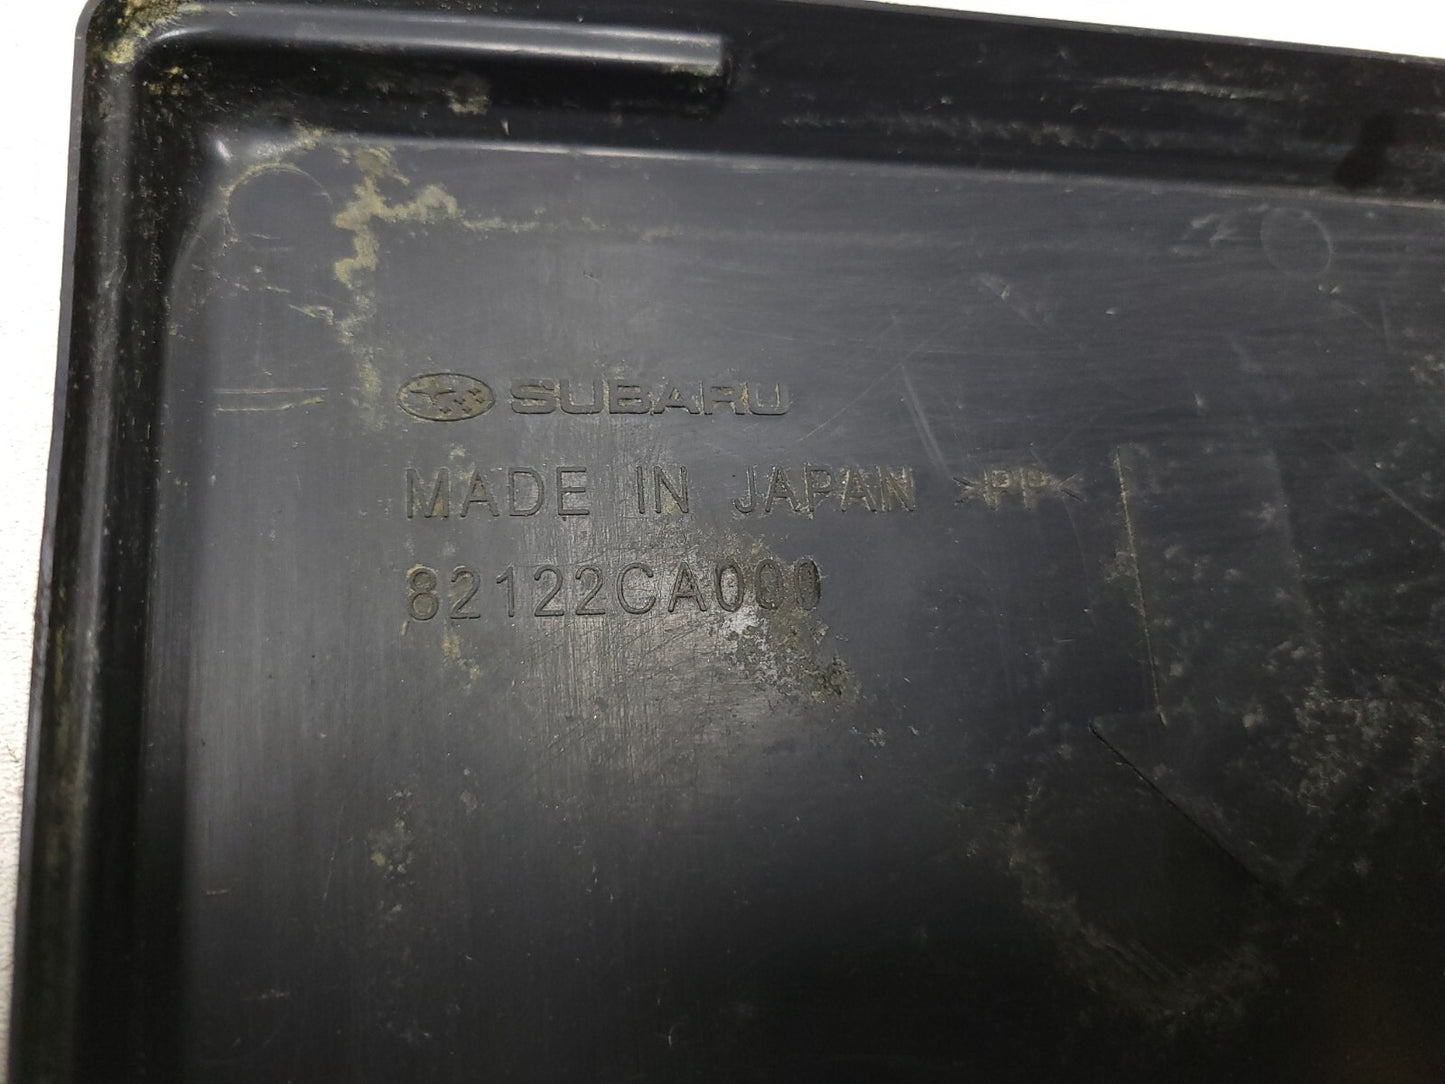 SUBARU
MADE IN JAPAN >PP<
82122CA000